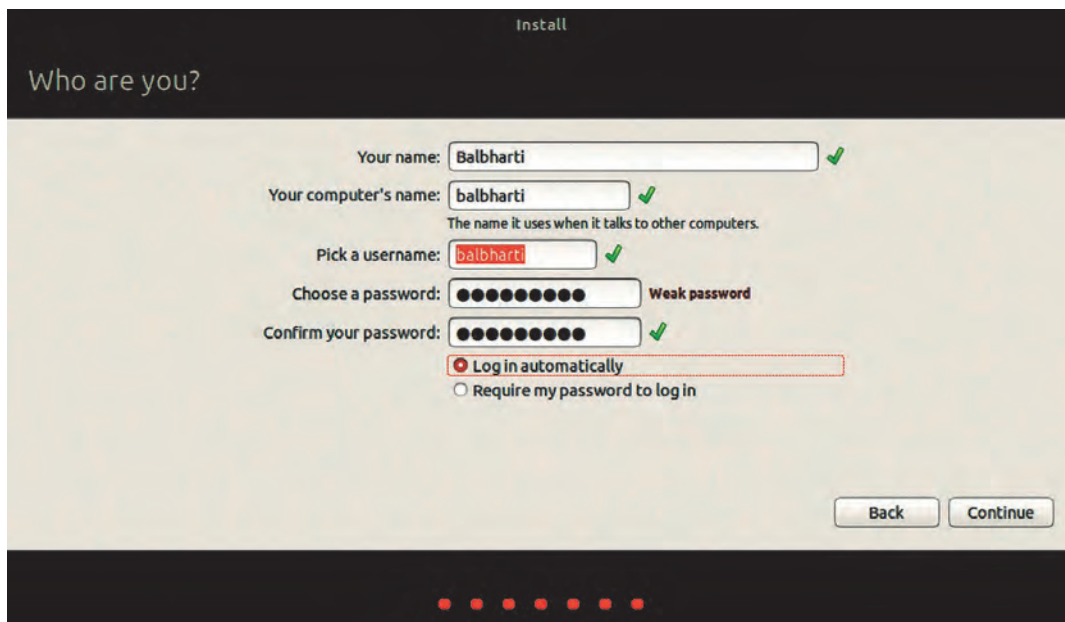 Install
Who are you?
Your name: Balbharti
Your computer's name: balbharti
The name it uses when it talks to other computers.
Pick a username: balbharti
Choose a password: ●●●●●●●●● Weak password
Confirm your password: ●●●●●●●●●
Log in automatically
Require my password to log in
Back Continue